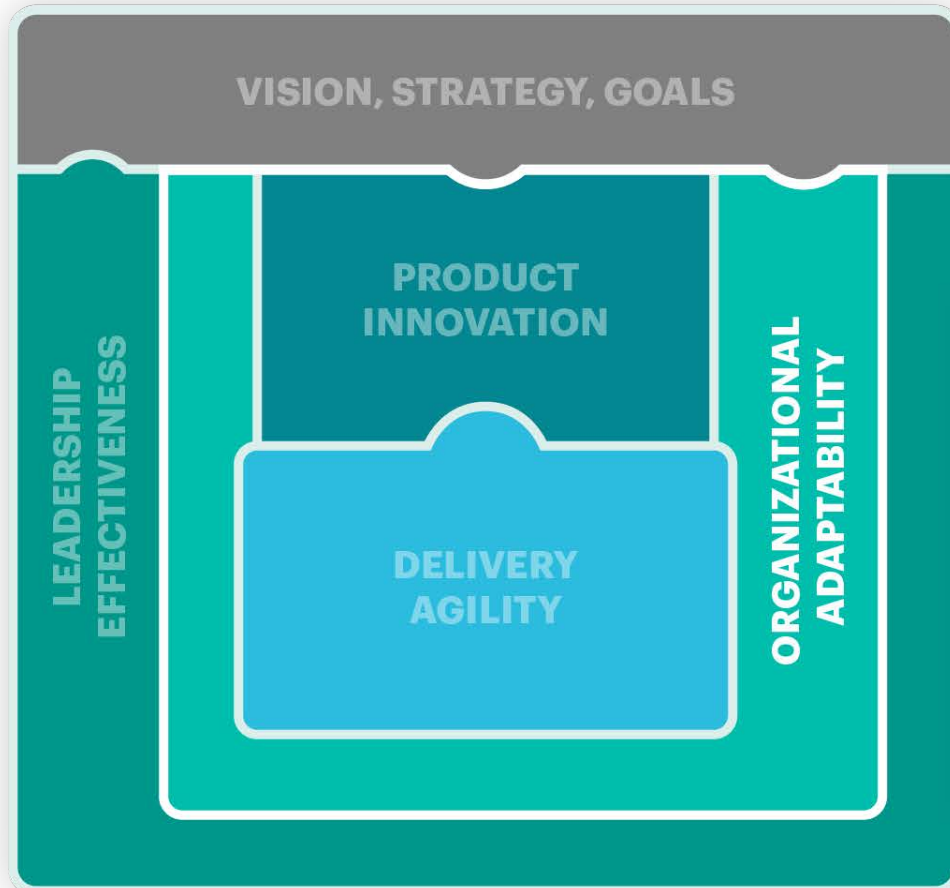 VISION, STRATEGY, GOALS
PRODUCT
INNOVATION
LEADERSHIP
EFFECTIVENESS
ORGANIZATIONAL
ADAPTABILITY
DELIVERY
AGILITY